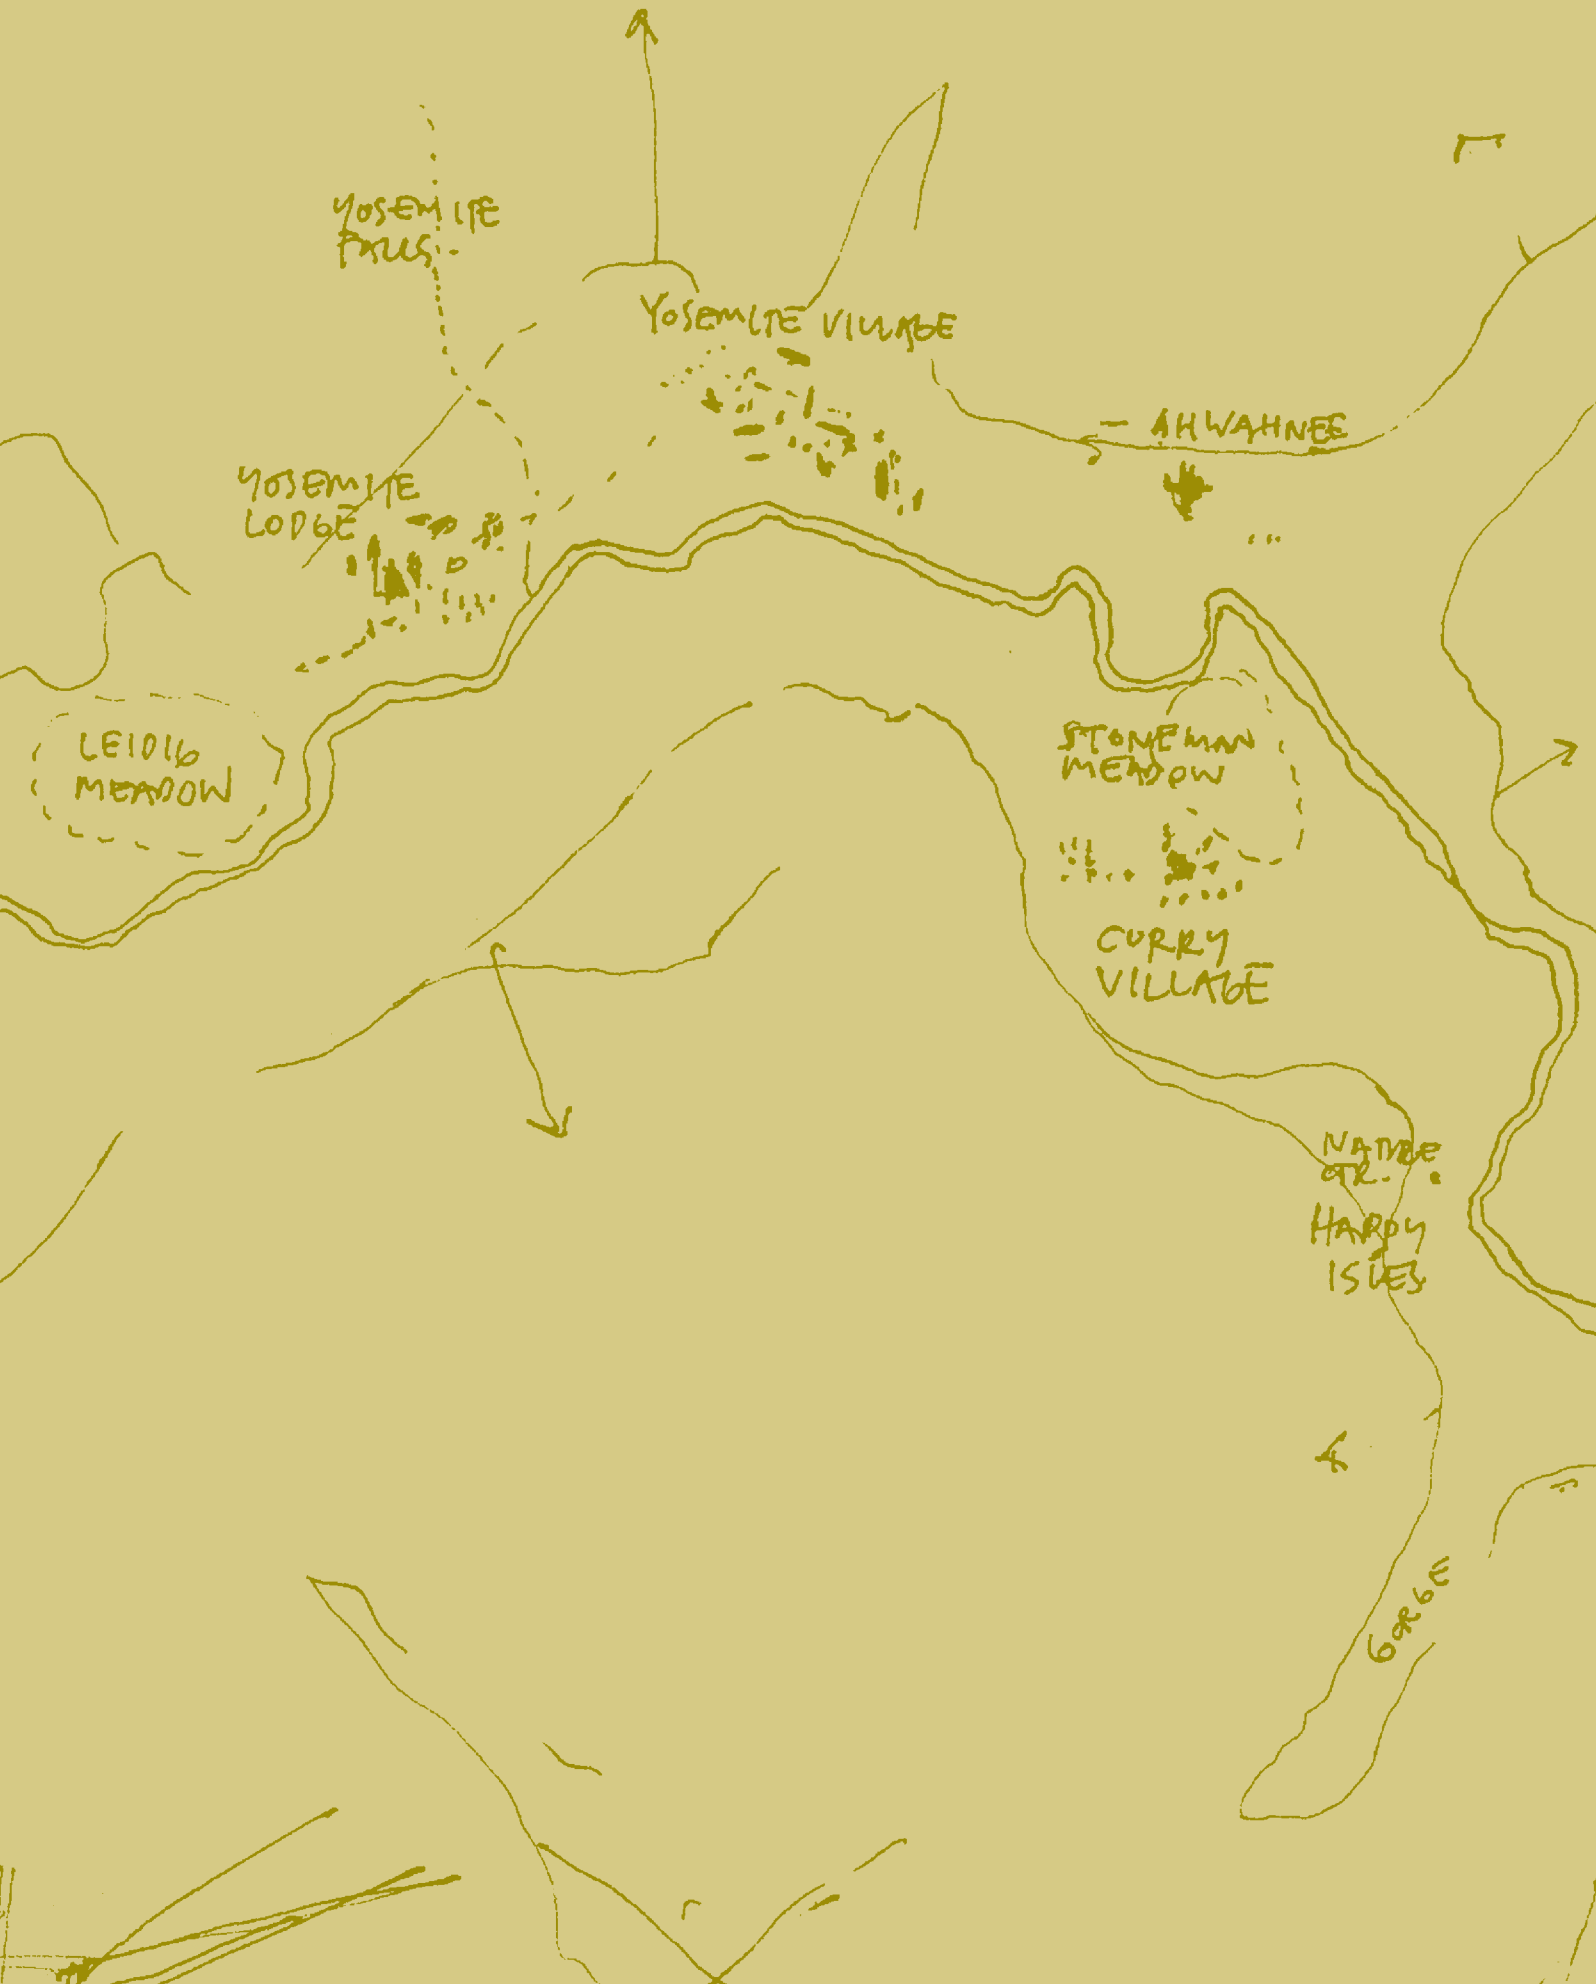 YOSEMITE
FALLS
YOSEMITE VILLAGE
AHWAHNEE
YOSEMITE
LODGE
LEIDIG
MEADOW
STONEMAN
MEADOW
CURRY
VILLAGE
NATURE
CTR.
HAPPY
ISLES
GORGE